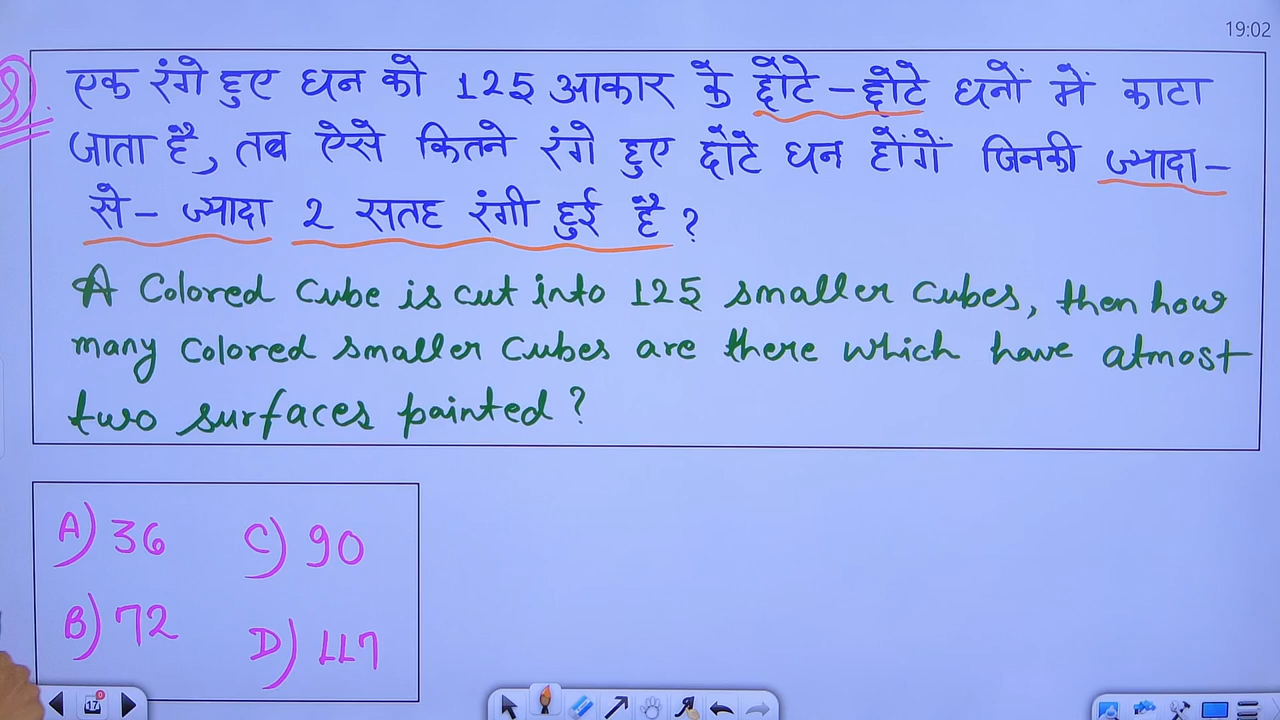 19:02
8).
एक रंगे हुए घन को 125 आकार के छोटे-छोटे घनों में काटा
जाता है, तब ऐसे कितने रंगे हुए छोटे घन होंगें जिनकी ज्यादा-
से-ज्यादा 2 सतह रंगी हुई है?
A Colored Cube is cut into 125 smaller cubes, then how
many Colored smaller Cubes are there which have atmost
two surfaces painted?
A) 36 C) 90
B) 72 D) 117
17 0